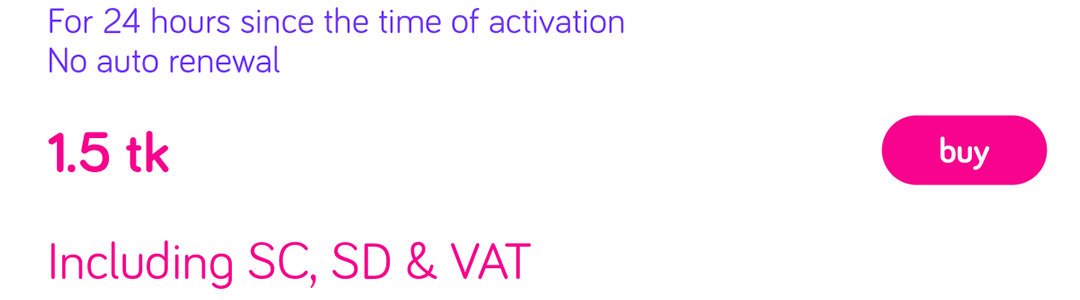 For 24 hours since the time of activation
No auto renewal
1.5 tk
buy
Including SC, SD & VAT